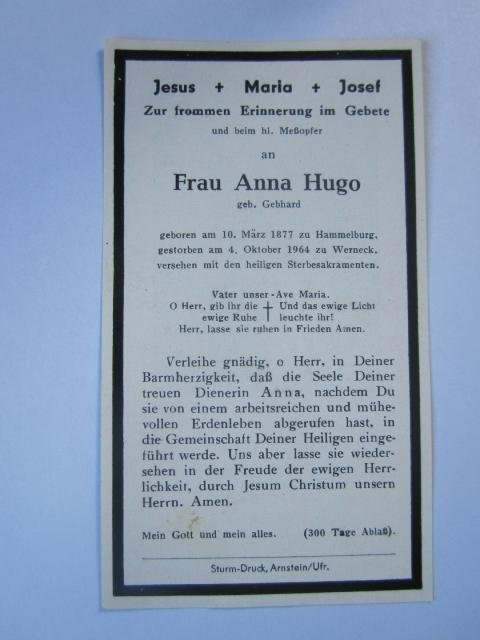 Jesus + Maria + Josef
Zur frommen Erinnerung im Gebete
und beim hl. Meßopfer
an
Frau Anna Hugo
geb. Gebhard
geboren am 10. März 1877 zu Hammelburg,
gestorben am 4. Oktober 1964 zu Werneck,
versehen mit den heiligen Sterbesakramenten.
Vater unser - Ave Maria.
O Herr, gib ihr die † Und das ewige Licht
ewige Ruhe leuchte ihr!
Herr, lasse sie ruhen in Frieden Amen.
Verleihe gnädig, o Herr, in Deiner
Barmherzigkeit, daß die Seele Deiner
treuen Dienerin Anna, nachdem Du
sie von einem arbeitsreichen und mühe-
vollen Erdenleben abgerufen hast, in
die Gemeinschaft Deiner Heiligen einge-
führt werde. Uns aber lasse sie wieder-
sehen in der Freude der ewigen Herr-
lichkeit, durch Jesum Christum unsern
Herrn. Amen.
Mein Gott und mein alles. (300 Tage Ablaß).
Sturm-Druck, Arnstein/Ufr.